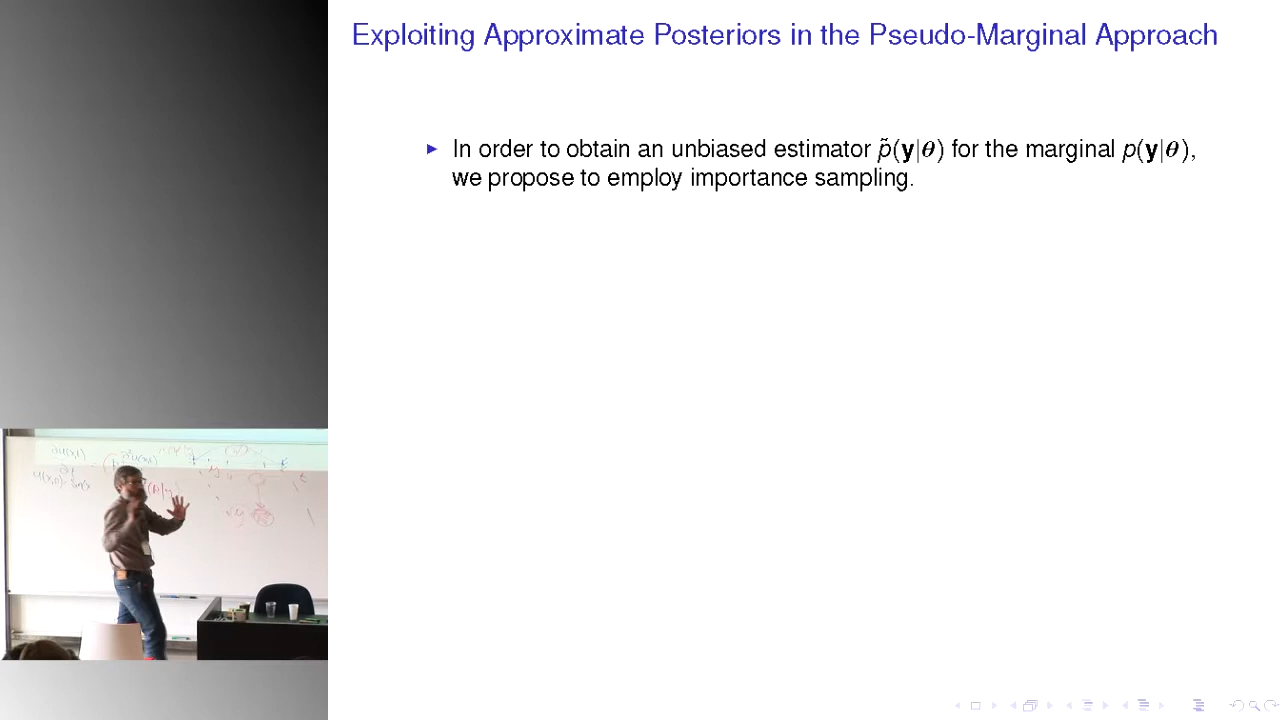 Exploiting Approximate Posteriors in the Pseudo-Marginal Approach
In order to obtain an unbiased estimator p̃(y|θ) for the marginal p(y|θ),
we propose to employ importance sampling.